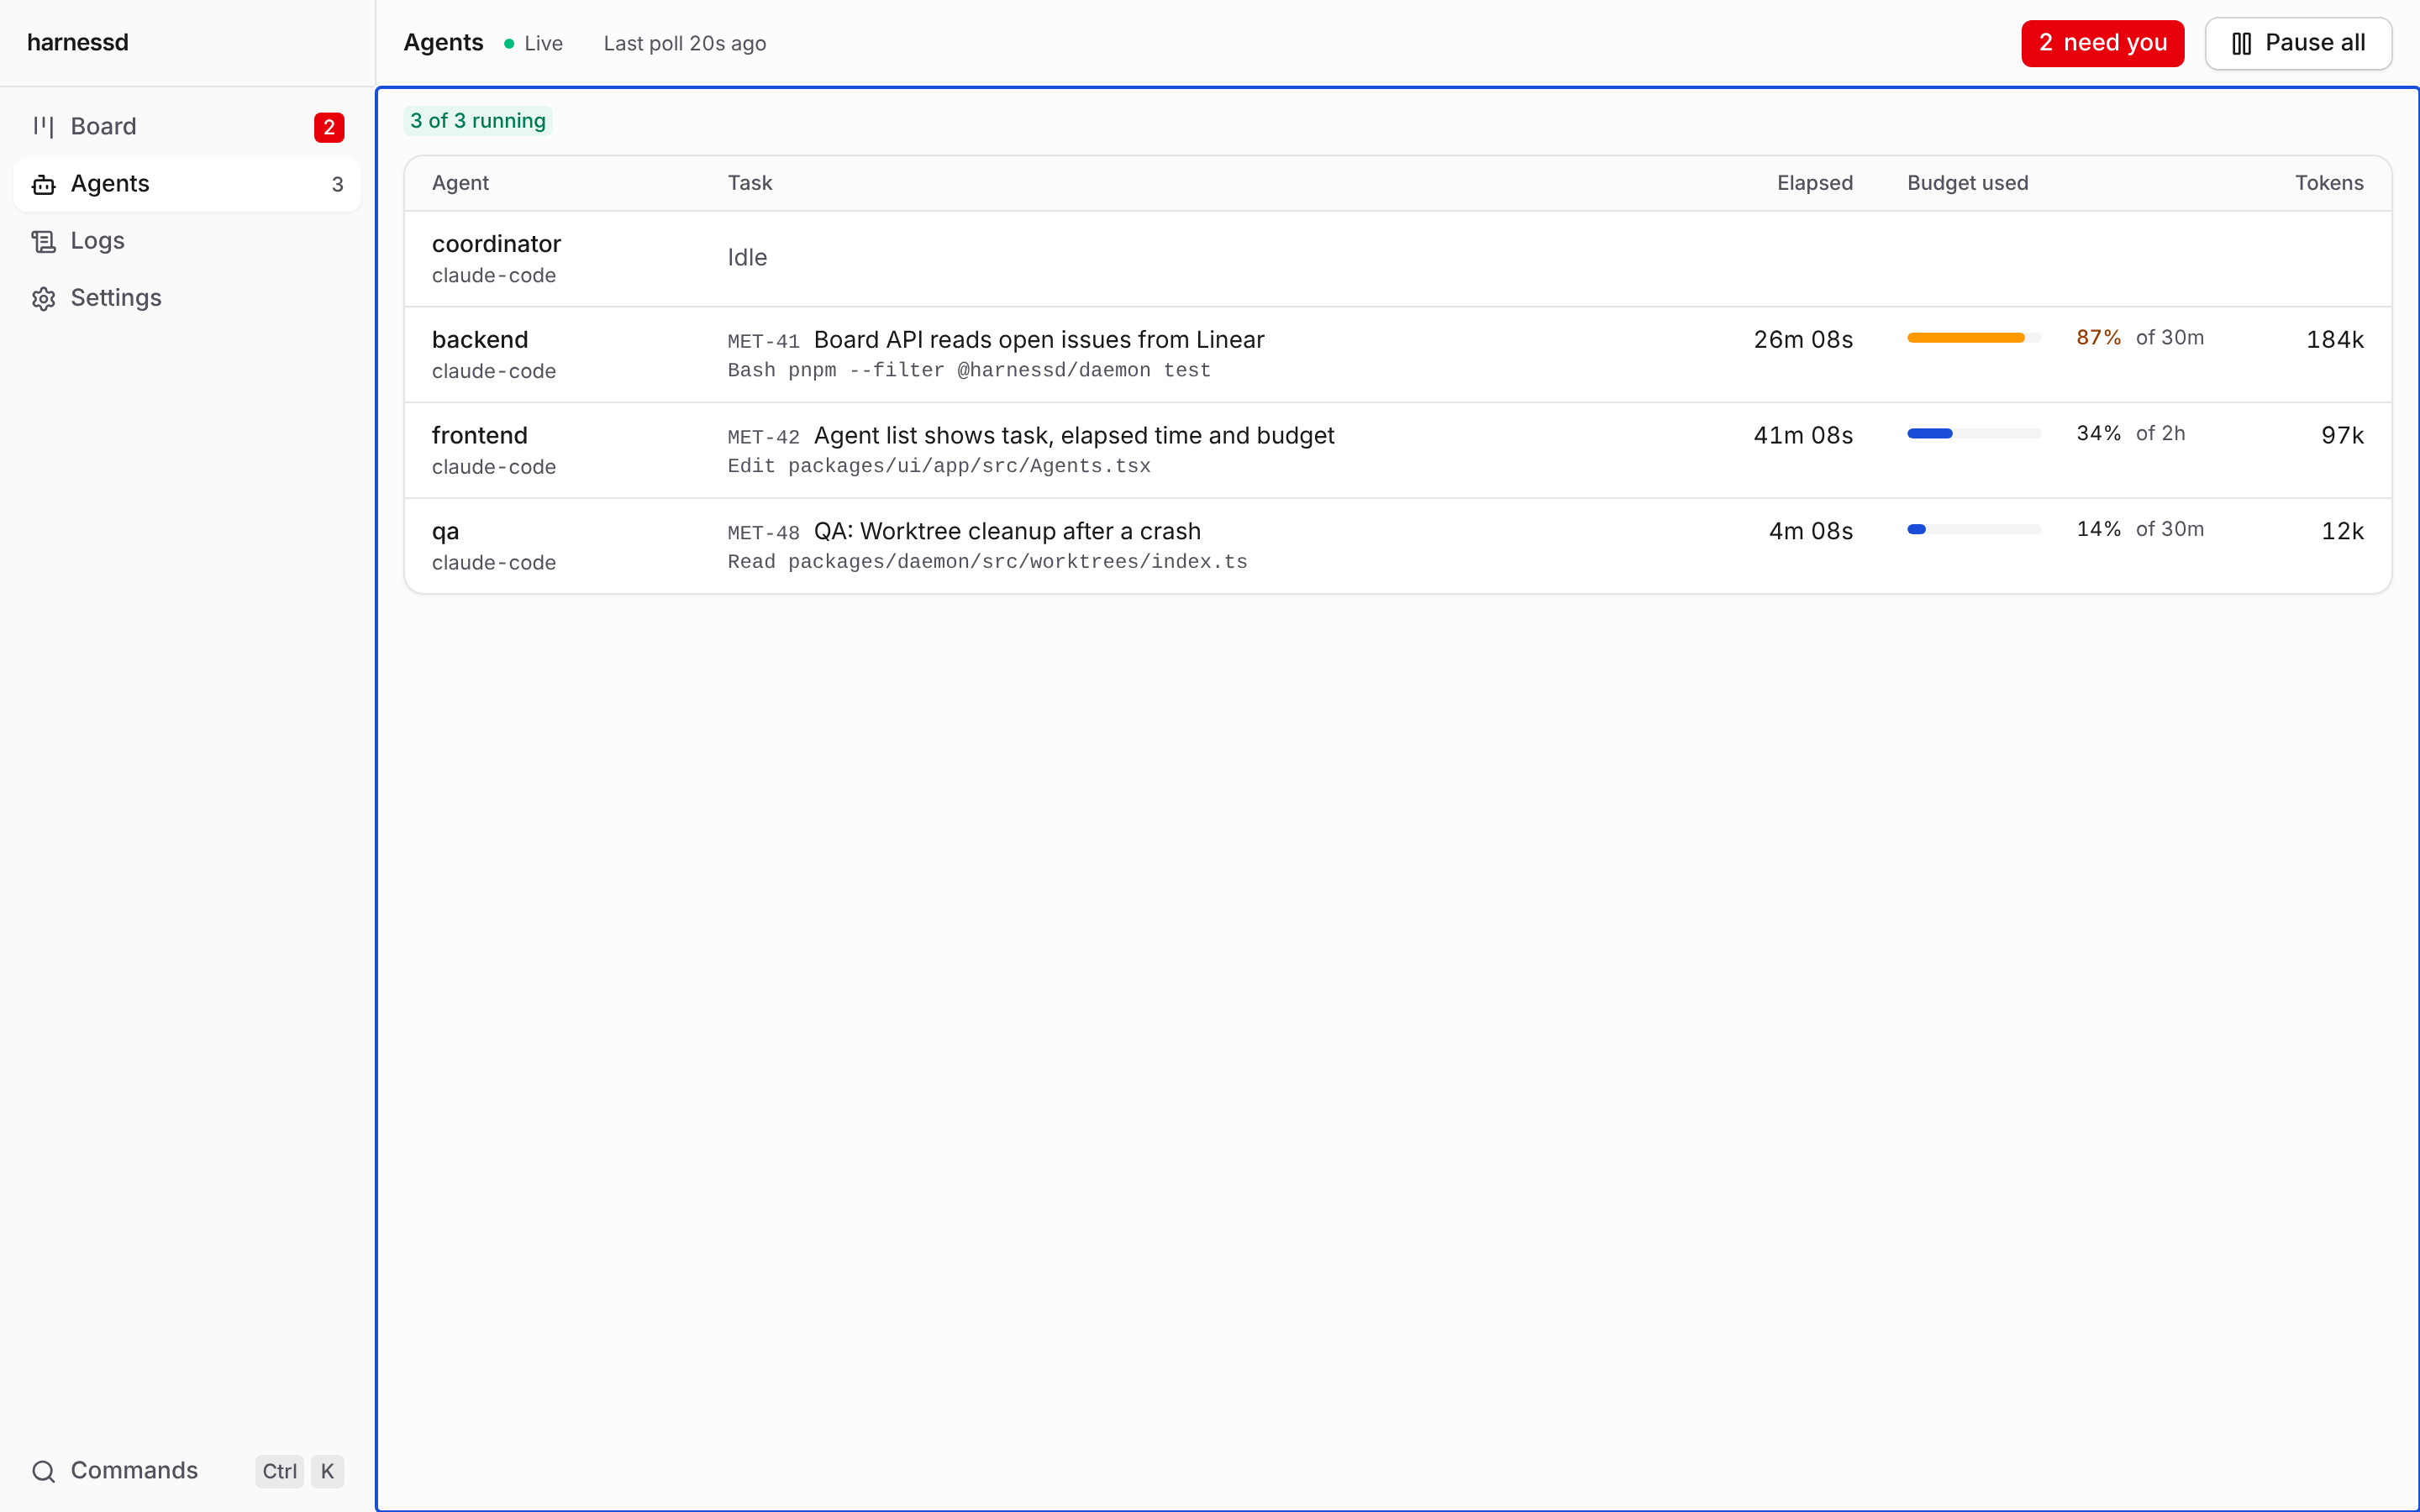 harnessd
Agents Live Last poll 20s ago 2 need you Pause all
Board 2
Agents 3
Logs
Settings
3 of 3 running
Agent Task Elapsed Budget used Tokens
coordinator
claude-code
Idle
backend
claude-code
MET-41 Board API reads open issues from Linear
Bash pnpm --filter @harnessd/daemon test
26m 08s 87% of 30m 184k
frontend
claude-code
MET-42 Agent list shows task, elapsed time and budget
Edit packages/ui/app/src/Agents.tsx
41m 08s 34% of 2h 97k
qa
claude-code
MET-48 QA: Worktree cleanup after a crash
Read packages/daemon/src/worktrees/index.ts
4m 08s 14% of 30m 12k
Commands Ctrl K